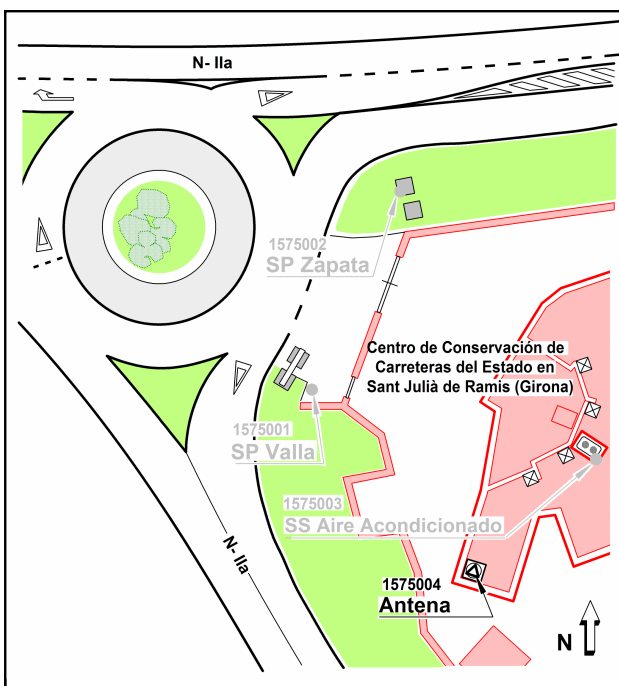 N- IIa
1575002
SP Zapata
Centro de Conservación de
Carreteras del Estado en
Sant Julià de Ramis (Girona)
1575001
SP Valla
1575003
SS Aire Acondicionado
N- IIa
1575004
Antena
N